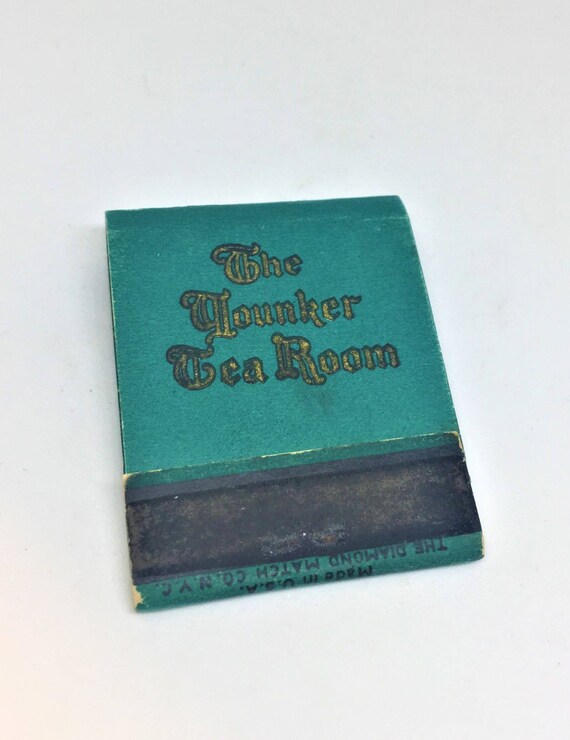 The
Younker
Tea Room
Made in U.S.A.
THE DIAMOND MATCH CO. N.Y.C.